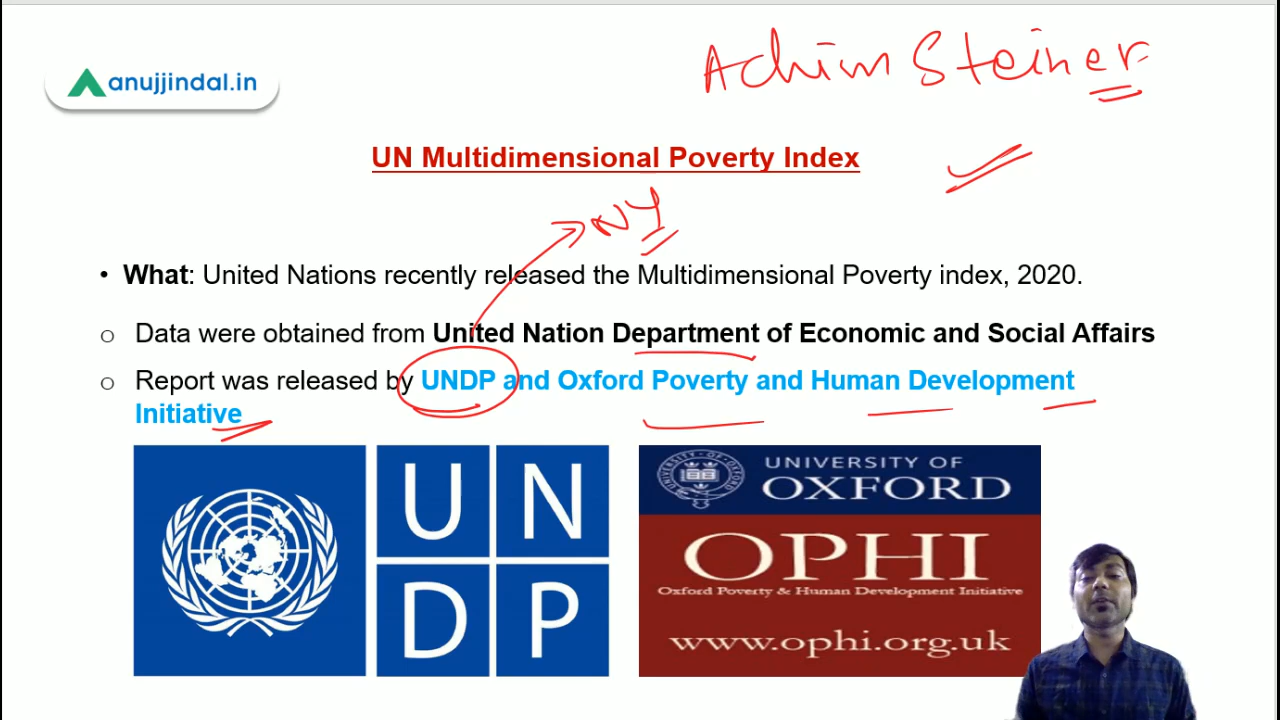 Achim Steiner
anujjindal.in
UN Multidimensional Poverty Index
NY
• What: United Nations recently released the Multidimensional Poverty index, 2020.
o Data were obtained from United Nation Department of Economic and Social Affairs
o Report was released by UNDP and Oxford Poverty and Human Development
Initiative
UN
DP
UNIVERSITY OF
OXFORD
OPHI
Oxford Poverty & Human Development Initiative
www.ophi.org.uk